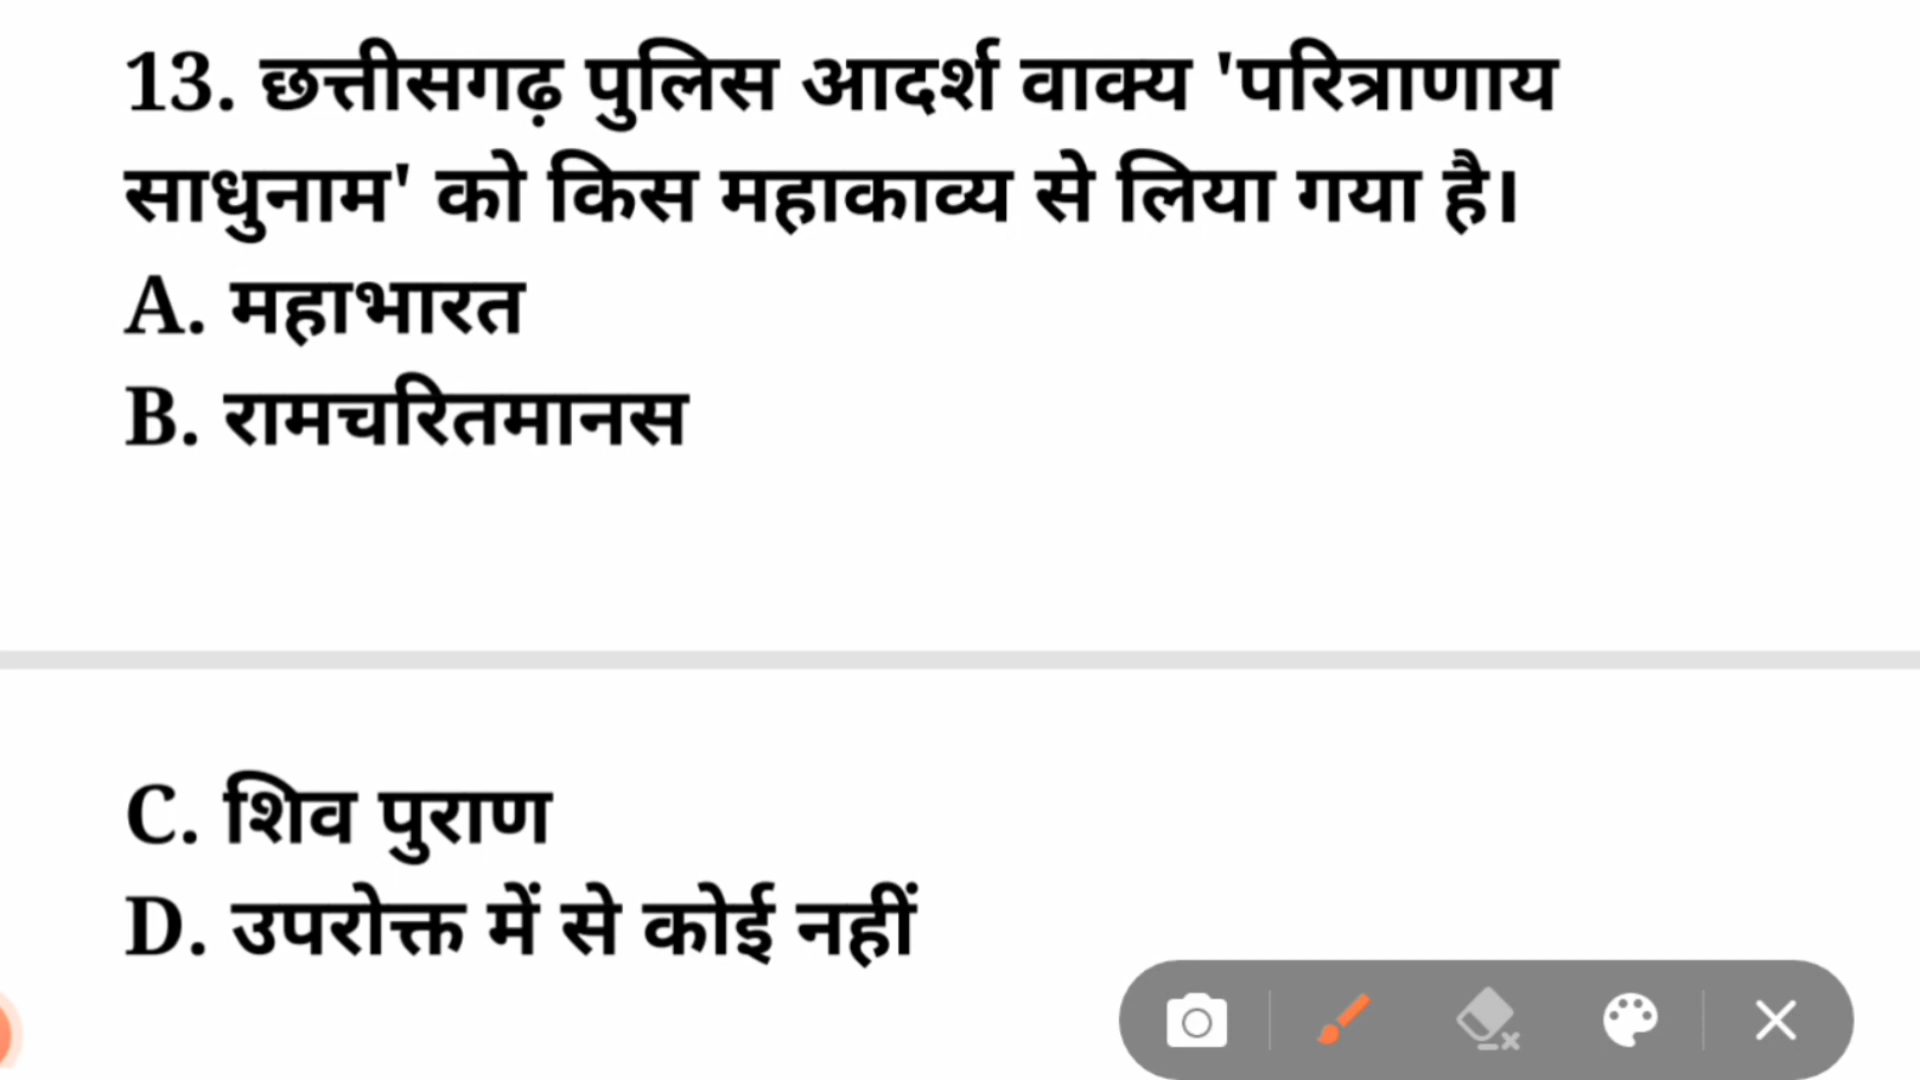 13. छत्तीसगढ़ पुलिस आदर्श वाक्य 'परित्राणाय
साधुनाम' को किस महाकाव्य से लिया गया है।
A. महाभारत
B. रामचरितमानस
C. शिव पुराण
D. उपरोक्त में से कोई नहीं